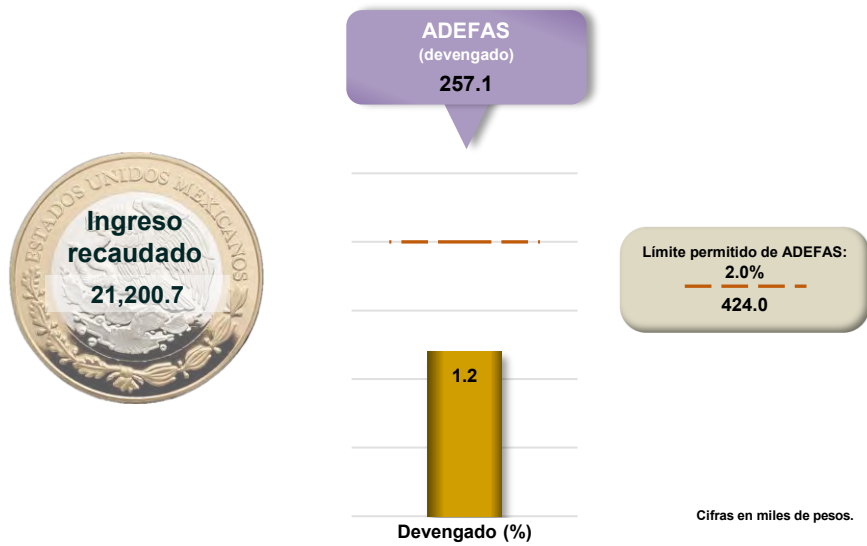 ADEFAS
(devengado)
257.1
ESTADOS UNIDOS MEXICANOS
Ingreso
recaudado
21,200.7
Límite permitido de ADEFAS:
2.0%
424.0
1.2
Devengado (%)
Cifras en miles de pesos.